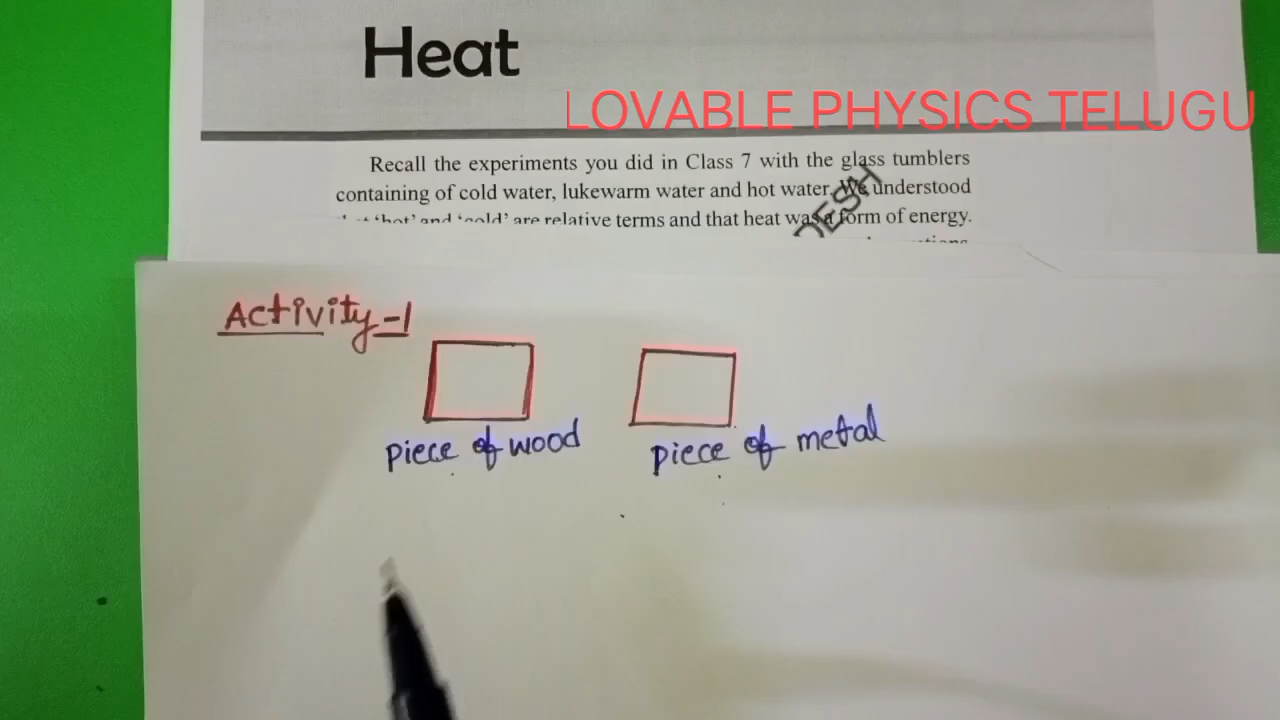 Heat
LOVABLE PHYSICS TELUGU
Recall the experiments you did in Class 7 with the glass tumblers
containing of cold water, lukewarm water and hot water. We understood
'hot' and 'cold' are relative terms and that heat was a form of energy.
DESH
Activity-1
piece of wood
piece of metal